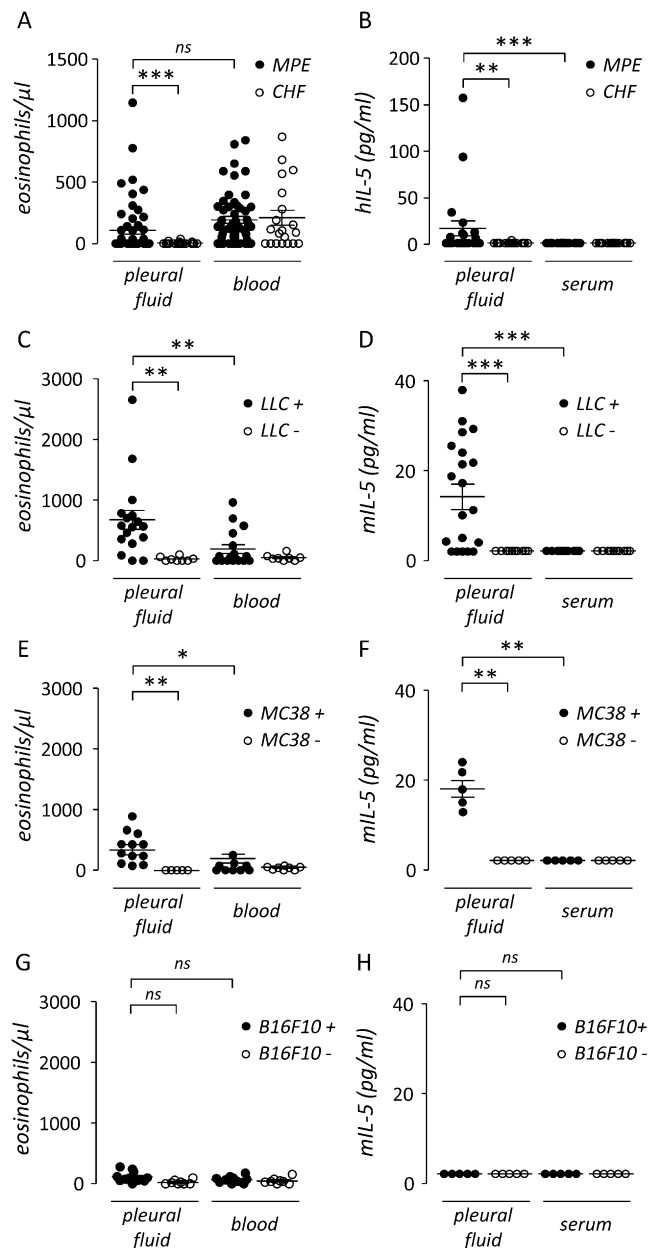 A
eosinophils/µl
1500
1000
500
0
ns
***
MPE
CHF
pleural
fluid
blood
B
hIL-5 (pg/ml)
200
150
100
50
0
***
**
MPE
CHF
pleural
fluid
serum
C
eosinophils/µl
3000
2000
1000
0
**
**
LLC +
LLC -
pleural
fluid
blood
D
mIL-5 (pg/ml)
40
20
0
***
***
LLC +
LLC -
pleural
fluid
serum
E
eosinophils/µl
3000
2000
1000
0
*
**
MC38 +
MC38 -
pleural
fluid
blood
F
mIL-5 (pg/ml)
40
20
0
**
**
MC38 +
MC38 -
pleural
fluid
serum
G
eosinophils/µl
3000
2000
1000
0
ns
ns
B16F10 +
B16F10 -
pleural
fluid
blood
H
mIL-5 (pg/ml)
40
20
0
ns
ns
B16F10+
B16F10 -
pleural
fluid
serum